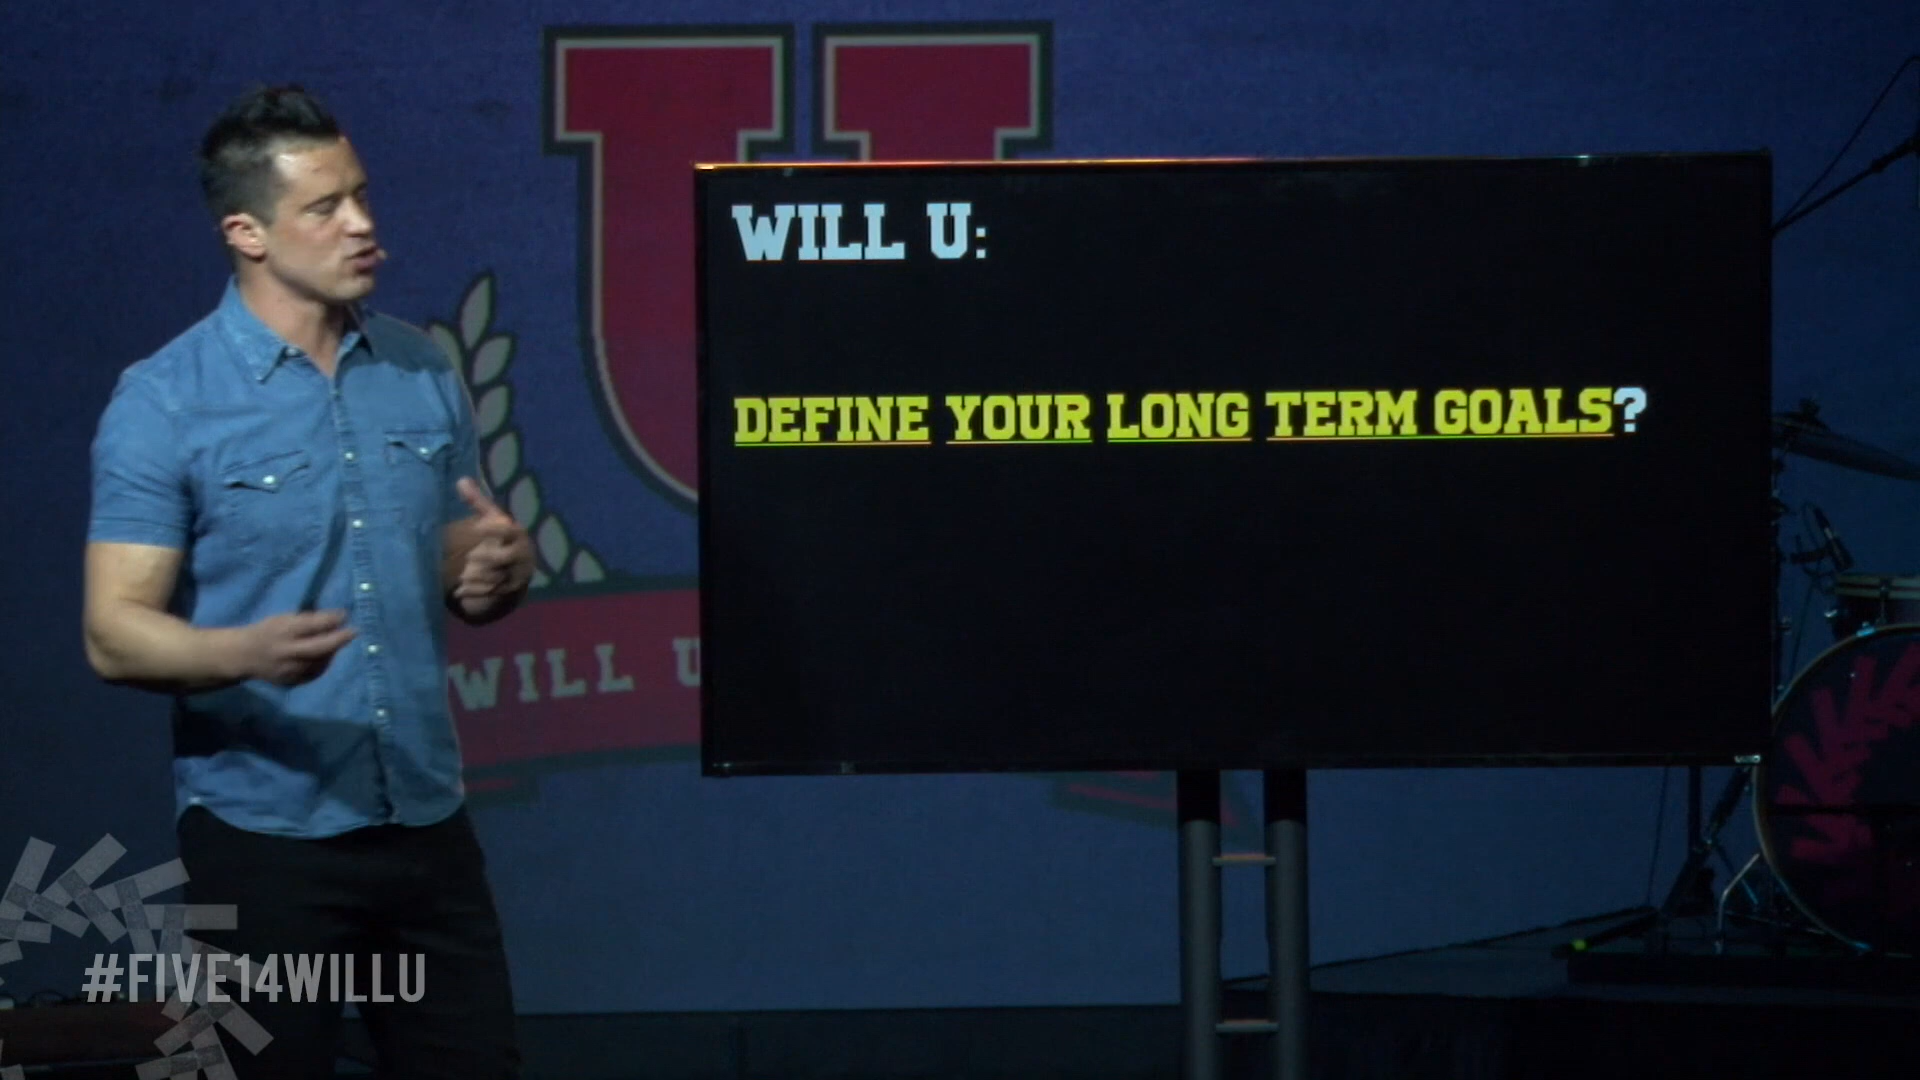 U
WILL U:
DEFINE YOUR LONG TERM GOALS?
WILL U
#FIVE14WILLU